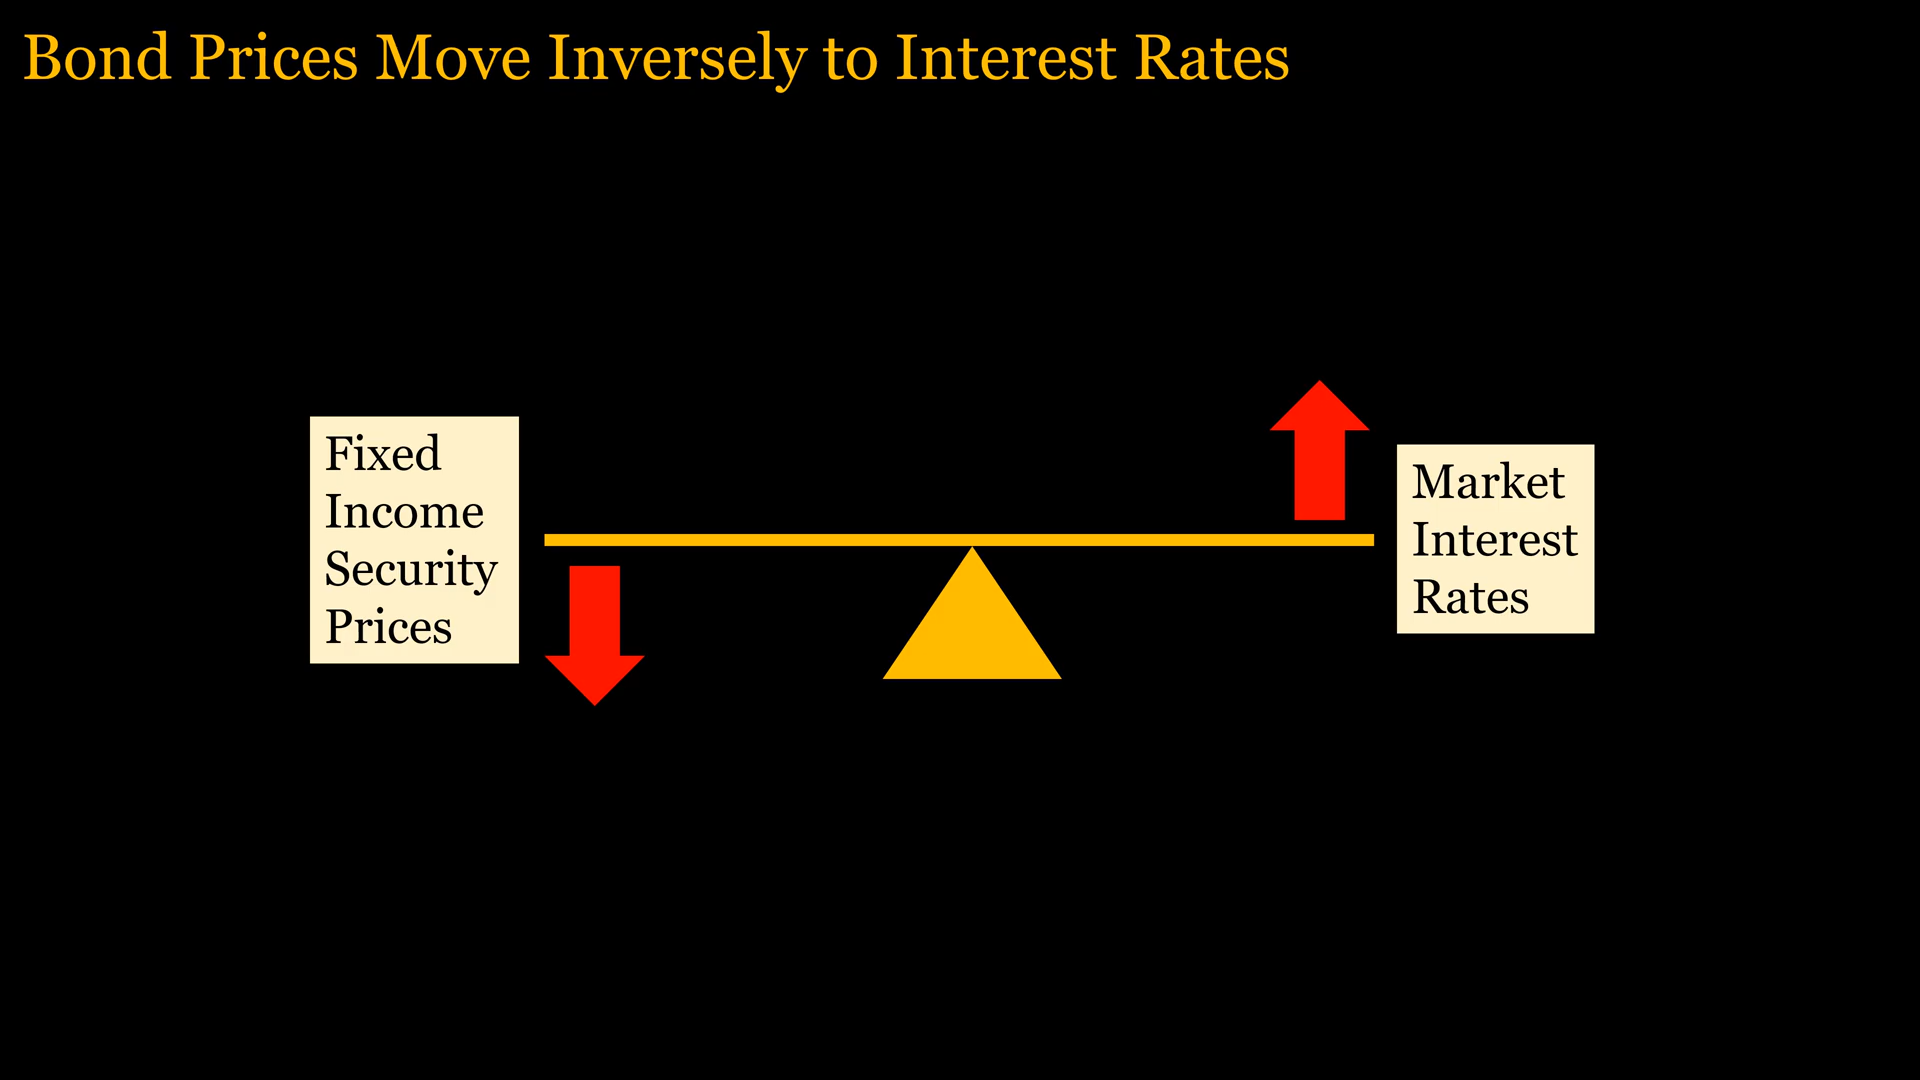 Bond Prices Move Inversely to Interest Rates
Fixed
Income
Security
Prices
Market
Interest
Rates